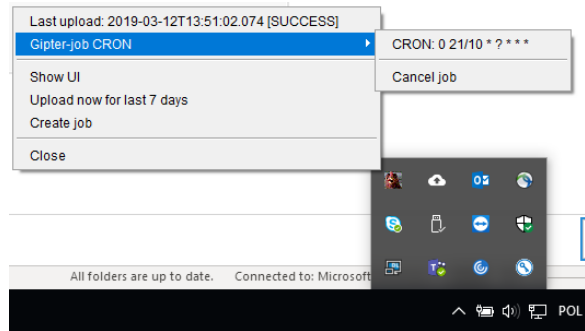 Last upload: 2019-03-12T13:51:02.074 [SUCCESS]
Gipter-job CRON
CRON: 0 21/10 * ? * * *
Show UI
Cancel job
Upload now for last 7 days
Create job
Close
All folders are up to date. Connected to: Microsoft
POL